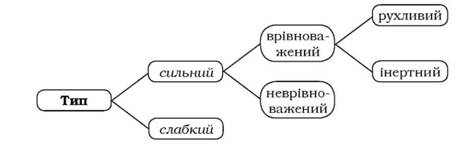 Тип
сильний
слабкий
врівнова-
жений
неврівно-
важений
рухливий
інертний